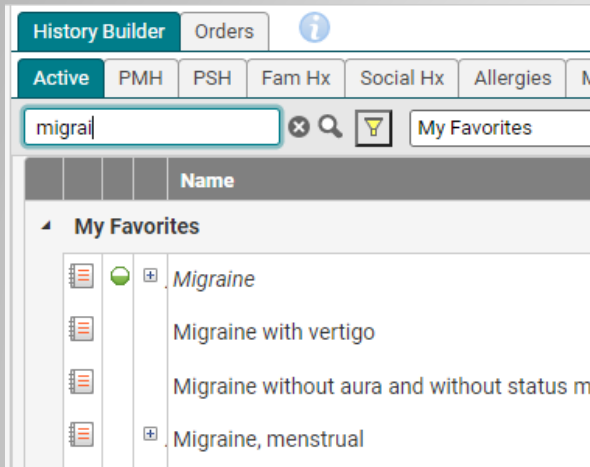 History Builder Orders
Active PMH PSH Fam Hx Social Hx Allergies
migrai My Favorites
Name
My Favorites
Migraine
Migraine with vertigo
Migraine without aura and without status
Migraine, menstrual